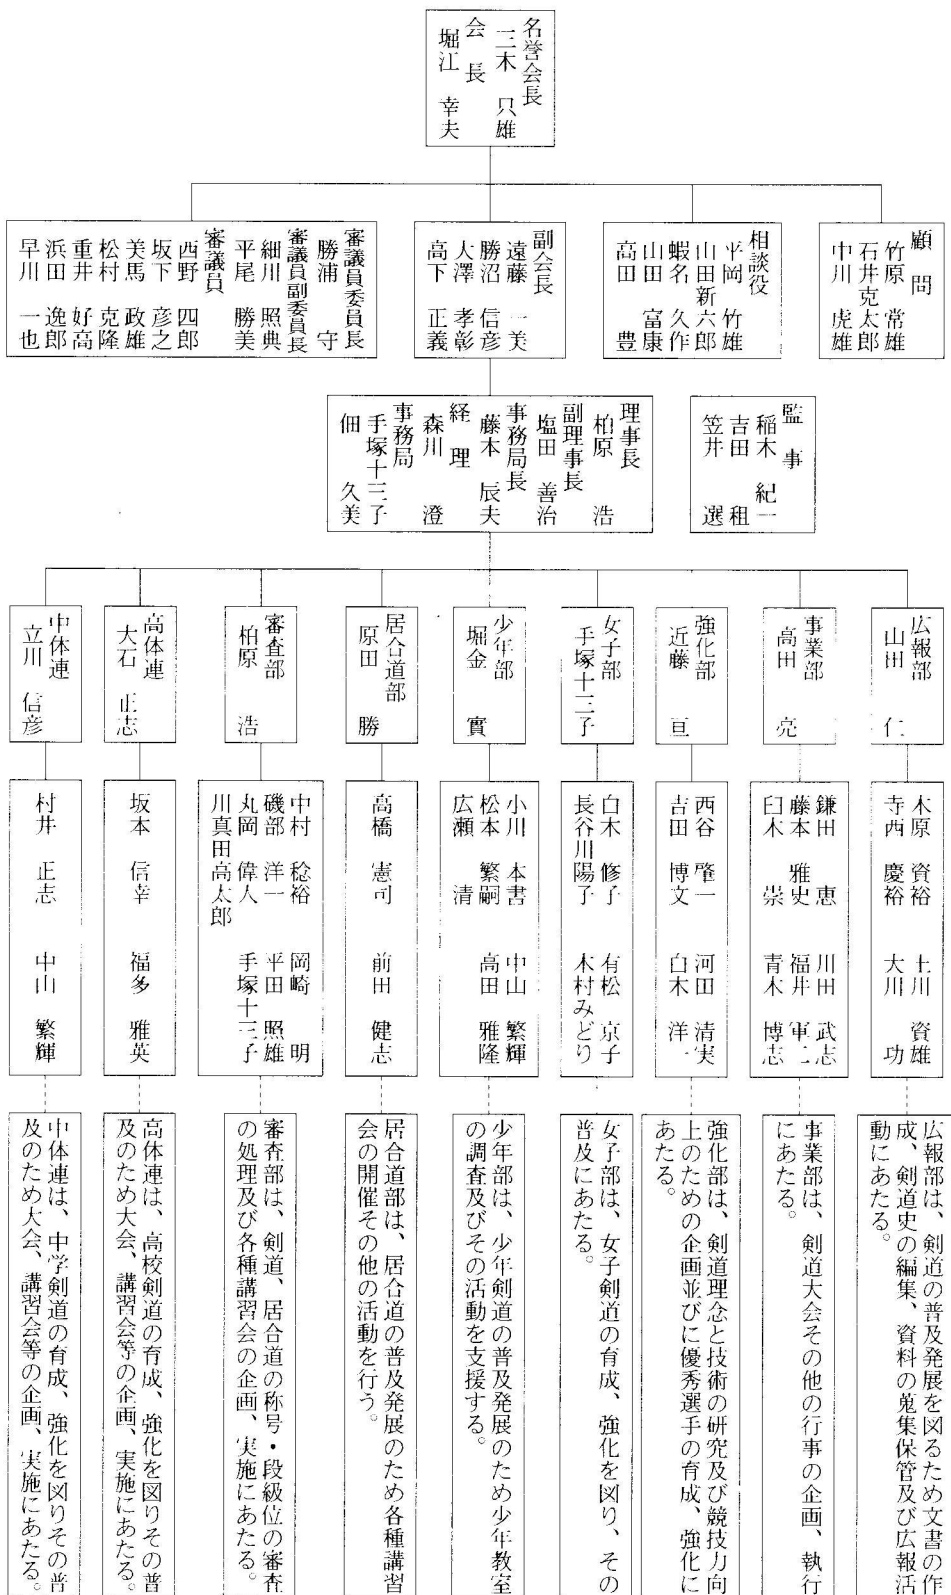 名誉会長
三木 只雄
会 長
堀江 幸夫
顧 問
竹原 常雄
石井克太郎
中川 虎雄
相談役
平岡 竹雄
山田新六郎
蝦名 久作
山田 富康
高田 豊
副会長
遠藤 一美
勝沼 信彦
大澤 孝彰
高下 正義
審議員委員長
勝浦 守
審議員副委員長
細川 照典
平尾 勝美
審議員
西野 四郎
坂下 彦之
美馬 政雄
松村 克隆
重井 好高
浜田 逸郎
早川 一也
監 事
稲木 紀一
吉田 租
笠井 選
理事長
柏原 浩
副理事長
塩田 善治
事務局長
藤本 辰夫
経 理
森川 澄
事務局
手塚十三子
佃 久美
広報部
山田 仁
事業部
高田 亮
強化部
近藤 亘
女子部
手塚十三子
少年部
堀金 實
居合道部
原田 勝
審査部
柏原 浩
高体連
大石 正志
中体連
立川 信彦
木原 資裕 土川 資雄
寺西 慶裕 大川 功
鎌田 恵 川田 武志
藤本 雅史 福井 軍二
臼木 崇 青木 博志
西谷 肇一 河田 清実
吉田 博文 白木 洋一
白木 修子 有松 京子
長谷川陽子 木村みどり
小川 本書 中山 繁輝
松本 繁嗣 高田 雅隆
広瀬 清
高橋 憲司 前田 健志
中村 稔裕 岡崎 明
磯部 洋一 平田 照雄
丸岡 偉人 手塚十三子
川真田高太郎
坂本 信幸 福多 雅英
村井 正志 中山 繁輝
広報部は、剣道の普及発展を図るため文書の作
成、剣道史の編集、資料の蒐集保管及び広報活
動にあたる。
事業部は、剣道大会その他の行事の企画、執行
にあたる。
強化部は、剣道理念と技術の研究及び競技力向
上のための企画並びに優秀選手の育成、強化に
あたる。
女子部は、女子剣道の育成、強化を図り、その
普及にあたる。
少年部は、少年剣道の普及発展のため少年教室
の調査及びその活動を支援する。
居合道部は、居合道の普及発展のため各種講習
会の開催その他の活動を行う。
審査部は、剣道、居合道の称号・段級位の審査
の処理及び各種講習会の企画、実施にあたる。
高体連は、高校剣道の育成、強化を図りその普
及のため大会、講習会等の企画、実施にあたる。
中体連は、中学剣道の育成、強化を図りその普
及のため大会、講習会等の企画、実施にあたる。